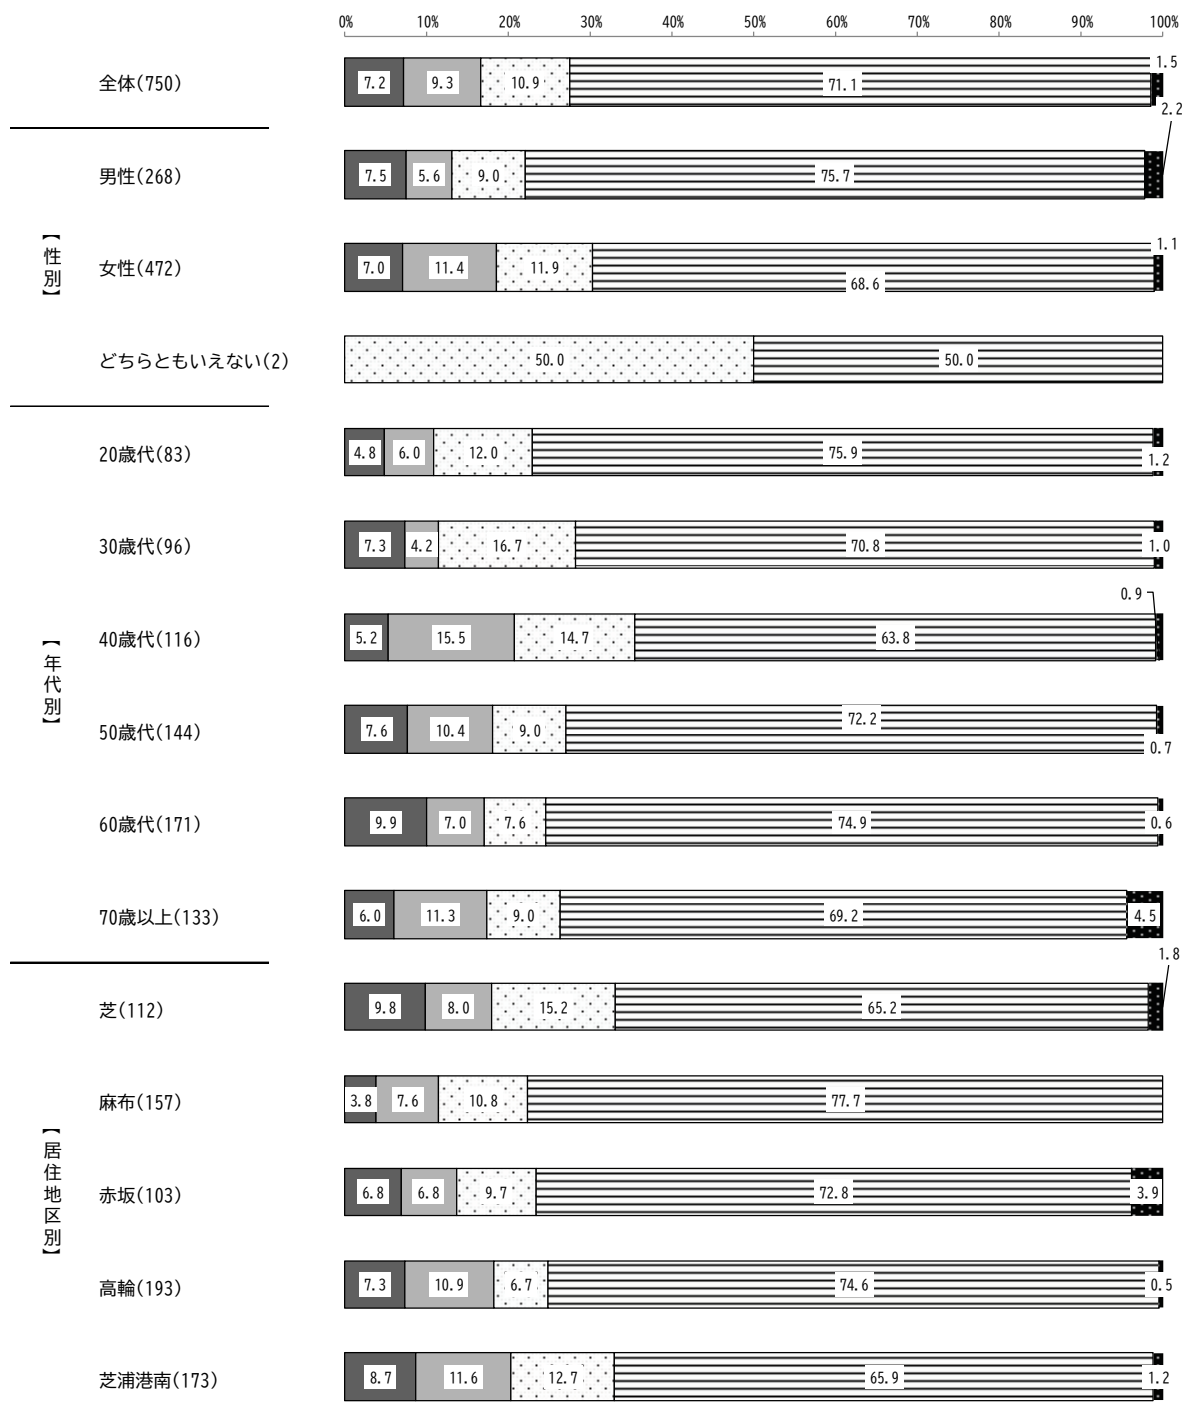 0% 10% 20% 30% 40% 50% 60% 70% 80% 90% 100%
全体(750) 7.2 9.3 10.9 71.1 1.5
【性別】
男性(268) 7.5 5.6 9.0 75.7 2.2
女性(472) 7.0 11.4 11.9 68.6 1.1
どちらともいえない(2) 50.0 50.0
【年代別】
20歳代(83) 4.8 6.0 12.0 75.9 1.2
30歳代(96) 7.3 4.2 16.7 70.8 1.0
40歳代(116) 5.2 15.5 14.7 63.8 0.9
50歳代(144) 7.6 10.4 9.0 72.2 0.7
60歳代(171) 9.9 7.0 7.6 74.9 0.6
70歳以上(133) 6.0 11.3 9.0 69.2 4.5
【居住地区別】
芝(112) 9.8 8.0 15.2 65.2 1.8
麻布(157) 3.8 7.6 10.8 77.7
赤坂(103) 6.8 6.8 9.7 72.8 3.9
高輪(193) 7.3 10.9 6.7 74.6 0.5
芝浦港南(173) 8.7 11.6 12.7 65.9 1.2